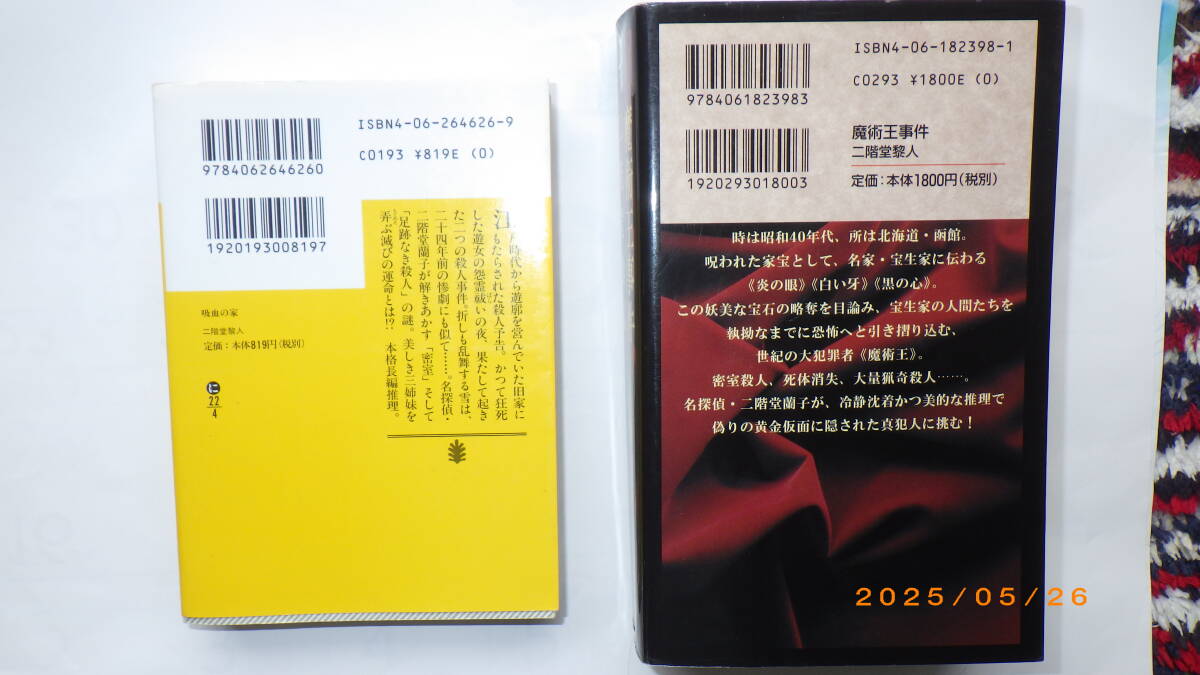 ISBN4-06-264626-9
C0193 ¥819E (0)
9784062646260
1920193008197
江戸時代から遊廓を営んでいた旧家に
もたらされた殺人予告。かつて狂死
した遊女の怨霊祓いの夜、果たして起き
た二つの殺人事件。折しも乱舞する雪は、
二十四年前の惨劇にも似て……。名探偵・
二階堂蘭子が解きあかす「密室」そして
「足跡なき殺人」の謎。美しき三姉妹を
弄ぶ滅びの運命とは!? 本格長編推理。
吸血の家
二階堂黎人
定価：本体819円(税別)
に
22
4
ISBN4-06-182398-1
C0293 ¥1800E (0)
9784061823983
1920293018003
魔術王事件
二階堂黎人
定価：本体1800円(税別)
時は昭和40年代、所は北海道・函館。
呪われた家宝として、名家・宝生家に伝わる
《炎の眼》《白い牙》《黒の心》。
この妖美な宝石の略奪を目論み、宝生家の人間たちを
執拗なまでに恐怖へと引き摺り込む、
世紀の大犯罪者《魔術王》。
密室殺人、死体消失、大量猟奇殺人……。
名探偵・二階堂蘭子が、冷静沈着かつ美的な推理で
偽りの黄金仮面に隠された真犯人に挑む！
2025/05/26